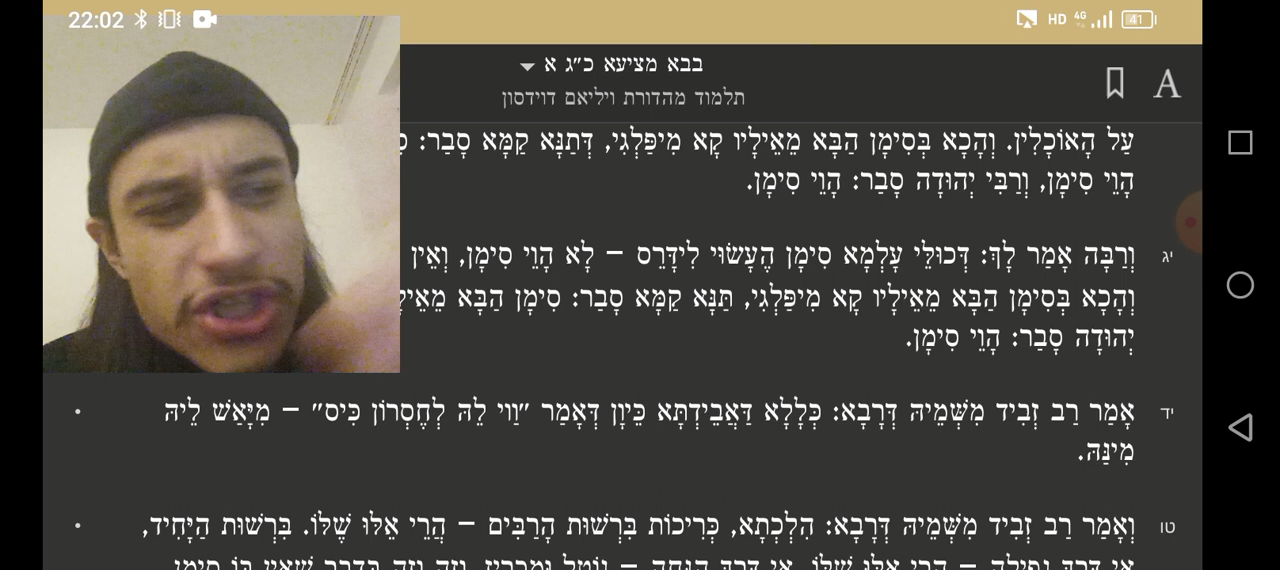 22:02
HD 4G 41
בבא מציעא כ״ג א
תלמוד מהדורת ויליאם דוידסון
A
עַל הָאוֹכָלִין. וְהָכָא בְּסִימָן הַבָּא מֵאֵילָיו קָא מִיפַּלְגִי, דְּתַנָּא קַמָּא סָבַר:
הָוֵי סִימָן, וְרַבִּי יְהוּדָה סָבַר: הָוֵי סִימָן.
יג
וְרַבָּה אָמַר לָךְ: דְּכוּלֵּי עָלְמָא סִימָן הֶעָשׂוּי לִידָּרֵס – לָא הָוֵי סִימָן, וְאֵין
וְהָכָא בְּסִימָן הַבָּא מֵאֵילָיו קָא מִיפַּלְגִי, תַּנָּא קַמָּא סָבַר: סִימָן הַבָּא
יְהוּדָה סָבַר: הָוֵי סִימָן.
יד
אָמַר רַב זְבִיד מִשְּׁמֵיהּ דְּרָבָא: כְּלָלָא דַּאֲבֵידְתָּא כֵּיוָן דְּאָמַר ״וַוי לֵהּ לְחֶסְרוֹן כִּיס״ – מִיָּאַשׁ לֵיהּ
מִינַּהּ.
טו
וְאָמַר רַב זְבִיד מִשְּׁמֵיהּ דְּרָבָא: הִלְכְתָא, כְּרִיכוֹת בִּרְשׁוּת הָרַבִּים – הֲרֵי אֵלּוּ שֶׁלּוֹ. בִּרְשׁוּת הַיָּחִיד,